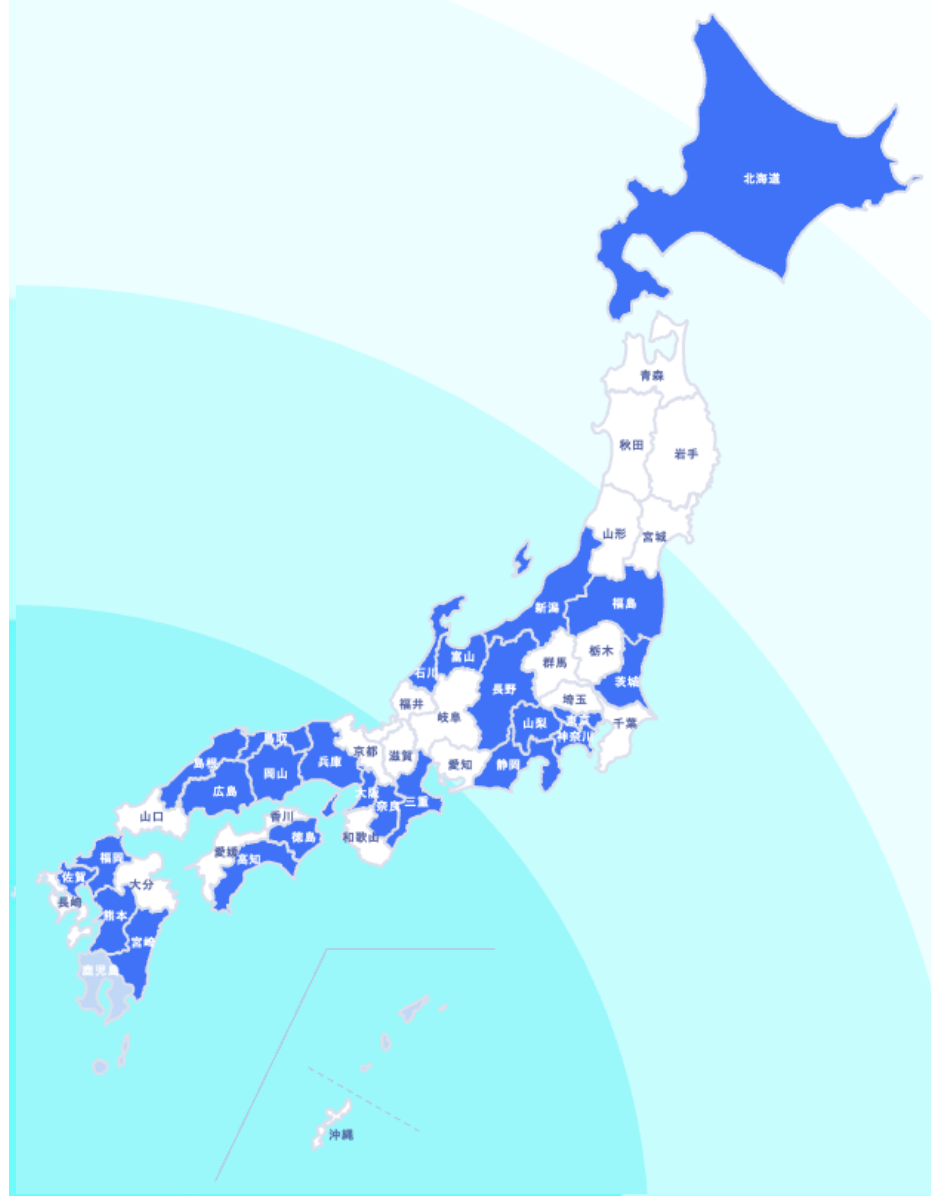 北海道
青森
秋田
岩手
山形
宮城
新潟
福島
富山
石川
群馬
栃木
長野
茨城
福井
岐阜
埼玉
山梨
東京
千葉
神奈川
鳥取
京都
滋賀
愛知
静岡
島根
岡山
兵庫
広島
大阪
奈良
三重
山口
香川
徳島
和歌山
愛媛
高知
福岡
佐賀
大分
長崎
熊本
宮崎
鹿児島
沖縄